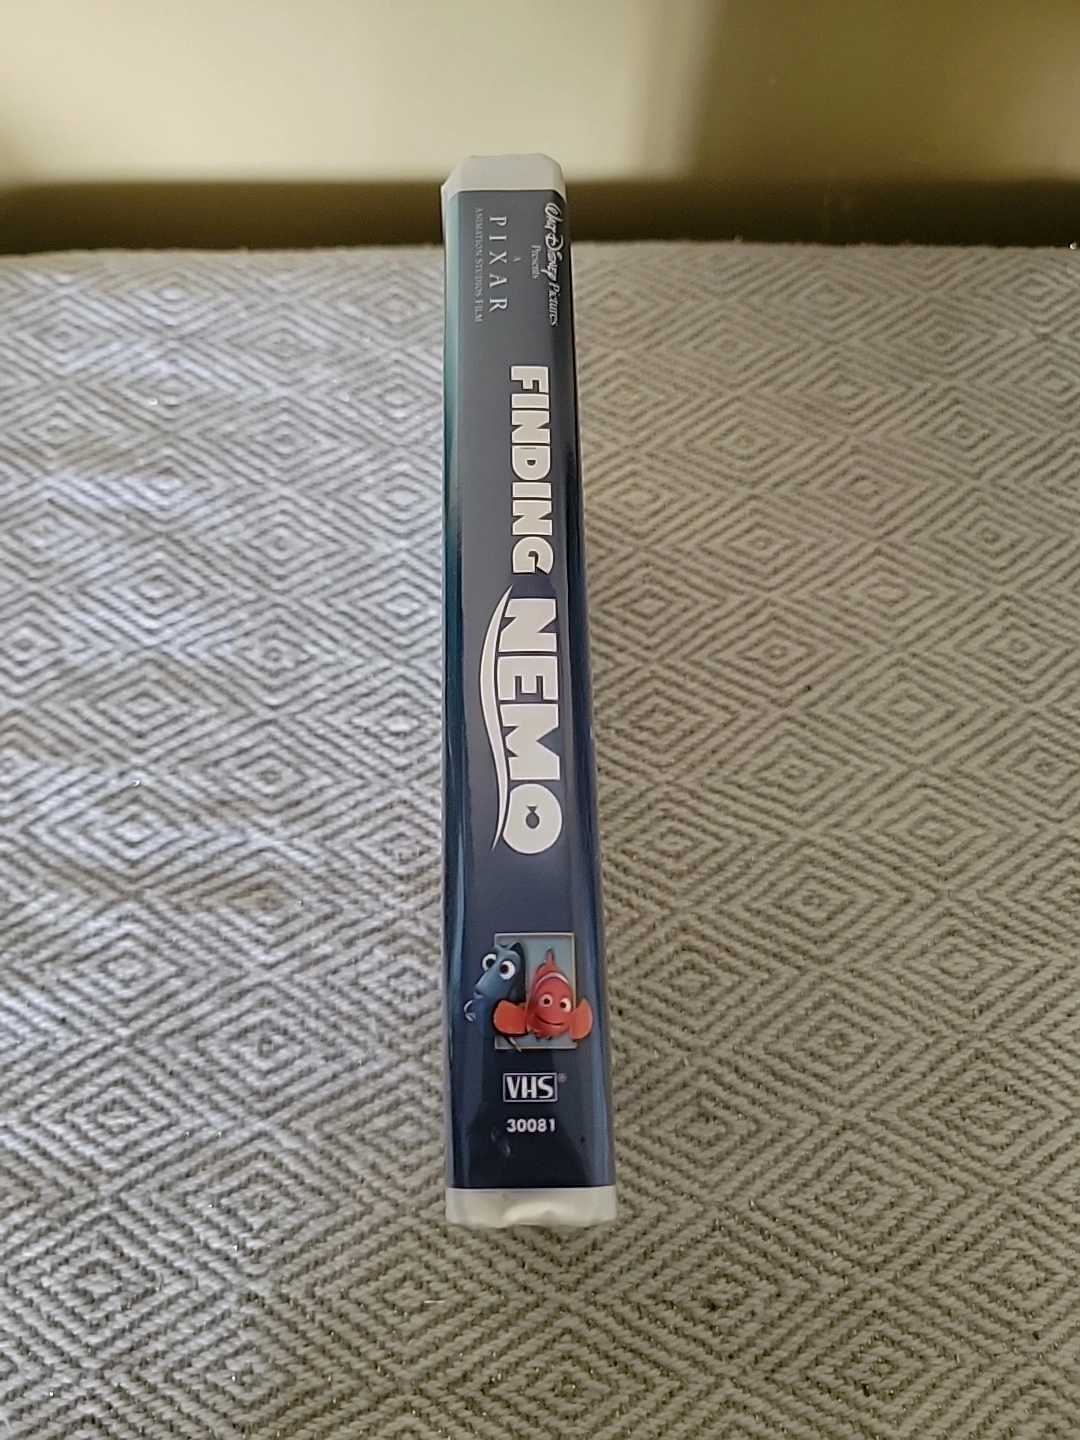 Walt Disney Pictures
Presents
A
PIXAR
ANIMATION STUDIOS FILM
FINDING NEMO
VHS®
30081